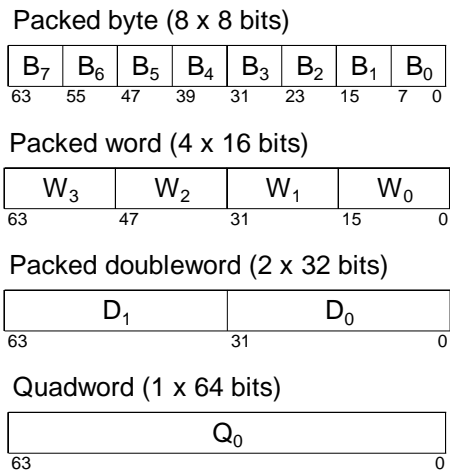 Packed byte (8 x 8 bits)
B₇ B₆ B₅ B₄ B₃ B₂ B₁ B₀
63 55 47 39 31 23 15 7 0
Packed word (4 x 16 bits)
W₃ W₂ W₁ W₀
63 47 31 15 0
Packed doubleword (2 x 32 bits)
D₁ D₀
63 31 0
Quadword (1 x 64 bits)
Q₀
63 0